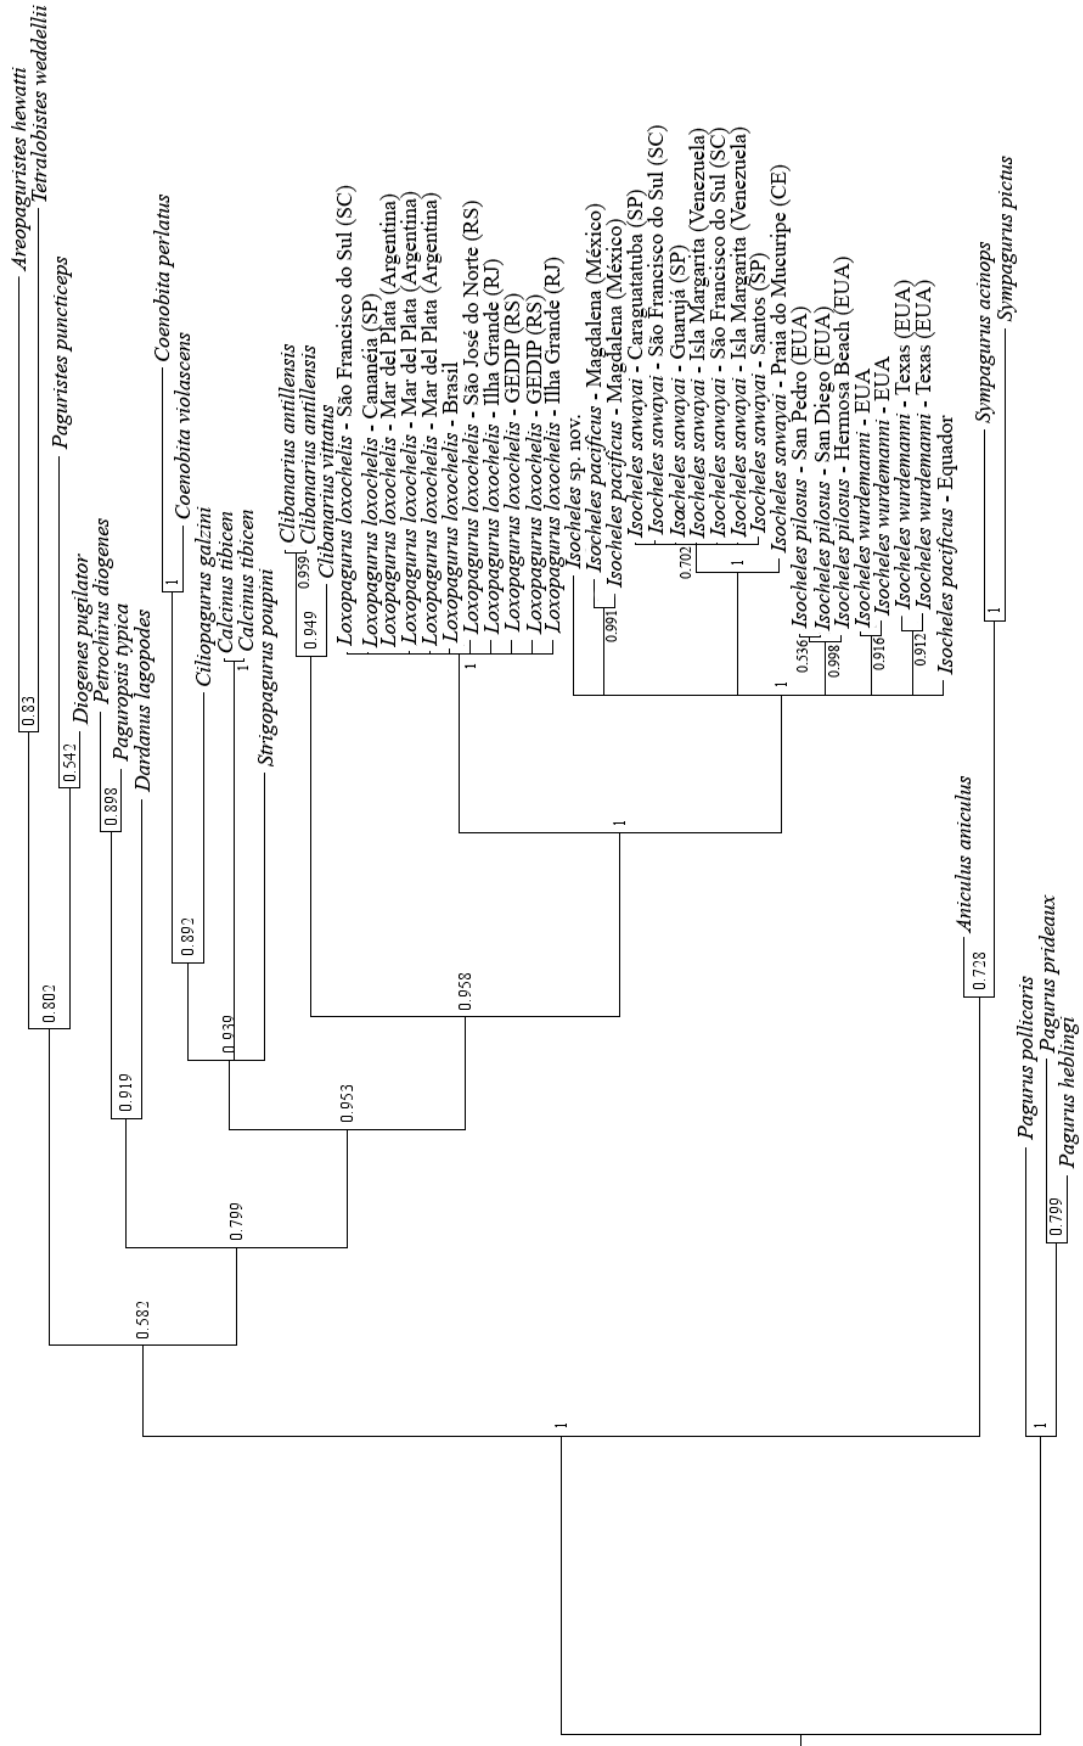 Areopaguristes hewatti
Tetralobistes weddellii
0.83
Paguristes puncticeps
Diogenes pugilator
0.542
0.802
Petrochirus diogenes
Paguropsis typica
0.898
Dardanus lagopodes
0.919
Coenobita perlatus
Coenobita violascens
1
Ciliopagurus galzini
0.892
Calcinus tibicen
Calcinus tibicen
1
0.939
Strigopagurus poupini
Clibanarius antillensis
Clibanarius antillensis
0.959
Clibanarius vittatus
0.949
Loxopagurus loxochelis - São Francisco do Sul (SC)
Loxopagurus loxochelis - Cananéia (SP)
Loxopagurus loxochelis - Mar del Plata (Argentina)
Loxopagurus loxochelis - Mar del Plata (Argentina)
Loxopagurus loxochelis - Mar del Plata (Argentina)
Loxopagurus loxochelis - Brasil
Loxopagurus loxochelis - São José do Norte (RS)
Loxopagurus loxochelis - Ilha Grande (RJ)
Loxopagurus loxochelis - GEDIP (RS)
Loxopagurus loxochelis - GEDIP (RS)
Loxopagurus loxochelis - Ilha Grande (RJ)
1
Isocheles sp. nov.
Isocheles pacificus - Magdalena (México)
Isocheles pacificus - Magdalena (México)
0.991
Isocheles sawayai - Caraguatatuba (SP)
Isocheles sawayai - São Francisco do Sul (SC)
Isocheles sawayai - Guarujá (SP)
Isocheles sawayai - Isla Margarita (Venezuela)
Isocheles sawayai - São Francisco do Sul (SC)
Isocheles sawayai - Isla Margarita (Venezuela)
Isocheles sawayai - Santos (SP)
0.702
Isocheles sawayai - Praia do Mucuripe (CE)
1
Isocheles pilosus - San Pedro (EUA)
Isocheles pilosus - San Diego (EUA)
0.536
Isocheles pilosus - Hermosa Beach (EUA)
0.998
Isocheles wurdemanni - EUA
Isocheles wurdemanni - EUA
0.916
Isocheles wurdemanni - Texas (EUA)
Isocheles wurdemanni - Texas (EUA)
0.912
Isocheles pacificus - Equador
1
1
0.958
0.953
0.799
0.582
Aniculus aniculus
Sympagurus acinops
Sympagurus pictus
1
0.728
1
Pagurus pollicaris
Pagurus prideaux
Pagurus heblingi
0.799
1